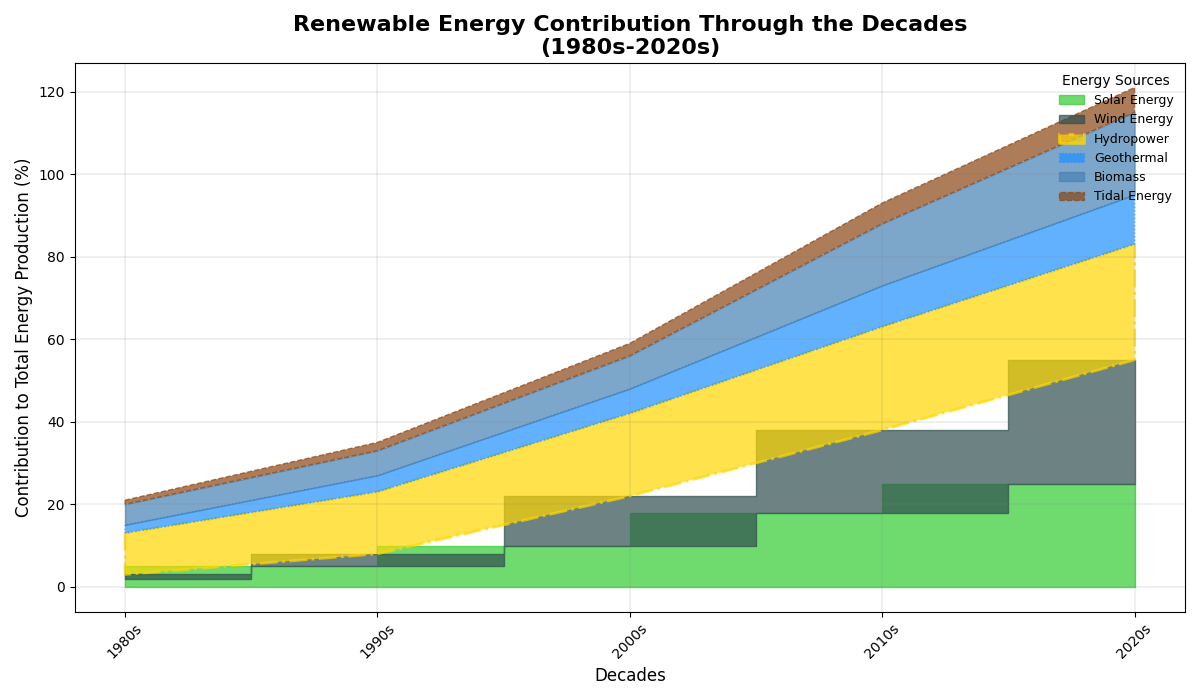 Renewable Energy Contribution Through the Decades
(1980s-2020s)
Contribution to Total Energy Production (%)
120
100
80
60
40
20
0
Energy Sources
Solar Energy
Wind Energy
Hydropower
Geothermal
Biomass
Tidal Energy
1980s
1990s
2000s
2010s
2020s
Decades